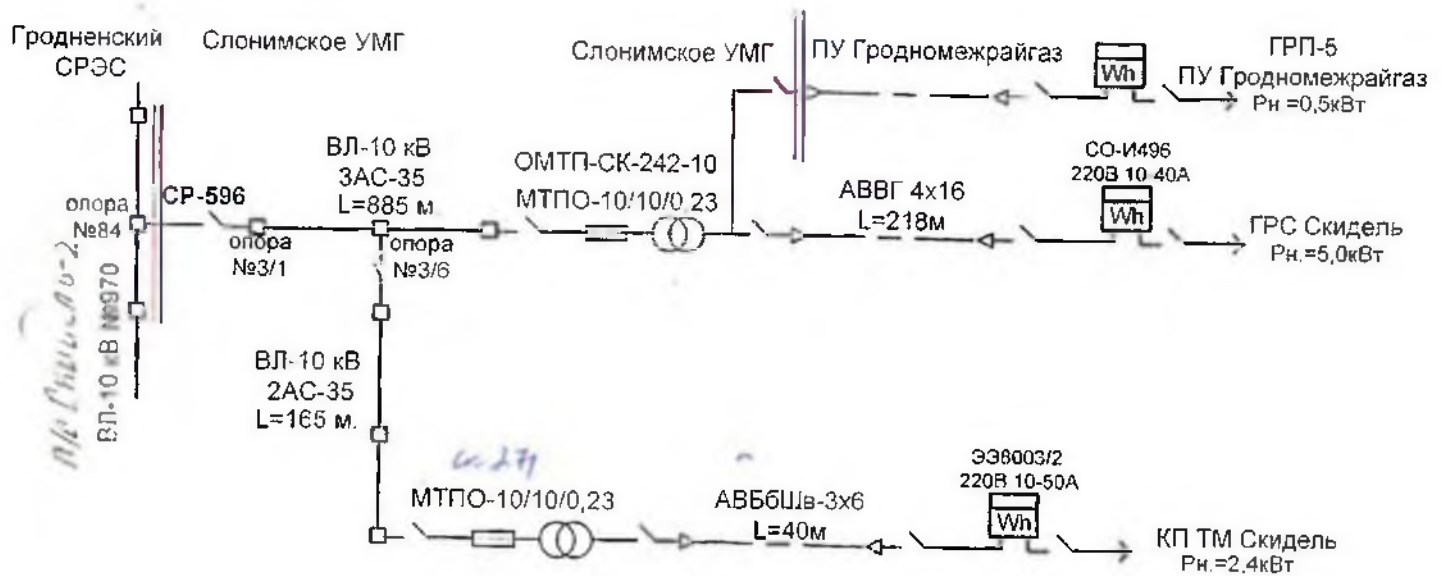 Гродненский
СРЭС
Слонимское УМГ
Слонимское УМГ
ПУ Гродномежрайгаз
Wh
ГРП-5
ПУ Гродномежрайгаз
Рн =0,5кВт
опора
№84
СР-596
опора
№3/1
ВЛ-10 кВ
3АС-35
L=885 м.
опора
№3/6
ОМТП-СК-242-10
МТПО-10/10/0,23
АВВГ 4х16
L=218м
СО-И496
220В 10-40А
Wh
ГРС Скидель
Рн.=5,0кВт
ВЛ-10 кВ №970
ВЛ-10 кВ
2АС-35
L=165 м.
МТПО-10/10/0,23
АВБбШв-3х6
L=40м
ЭЭ8003/2
220В 10-50А
Wh
КП ТМ Скидель
Рн.=2,4кВт